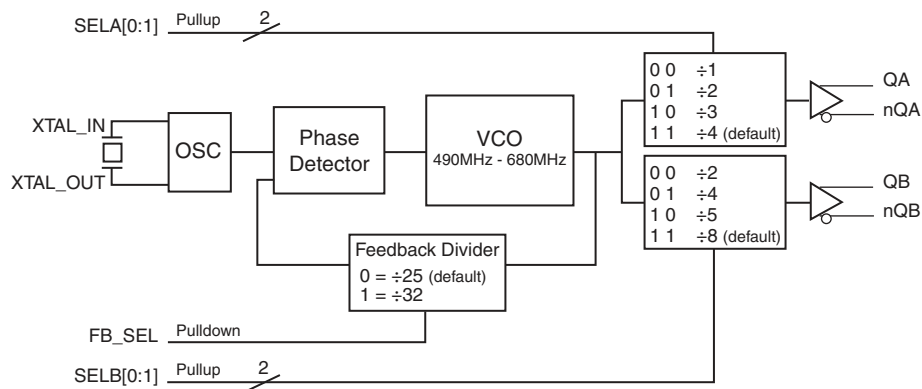 SELA[0:1] Pullup 2
0 0 ÷1
0 1 ÷2
1 0 ÷3
1 1 ÷4 (default)
QA
nQA
XTAL_IN
XTAL_OUT
OSC
Phase
Detector
VCO
490MHz - 680MHz
0 0 ÷2
0 1 ÷4
1 0 ÷5
1 1 ÷8 (default)
QB
nQB
Feedback Divider
0 = ÷25 (default)
1 = ÷32
FB_SEL Pulldown
SELB[0:1] Pullup 2